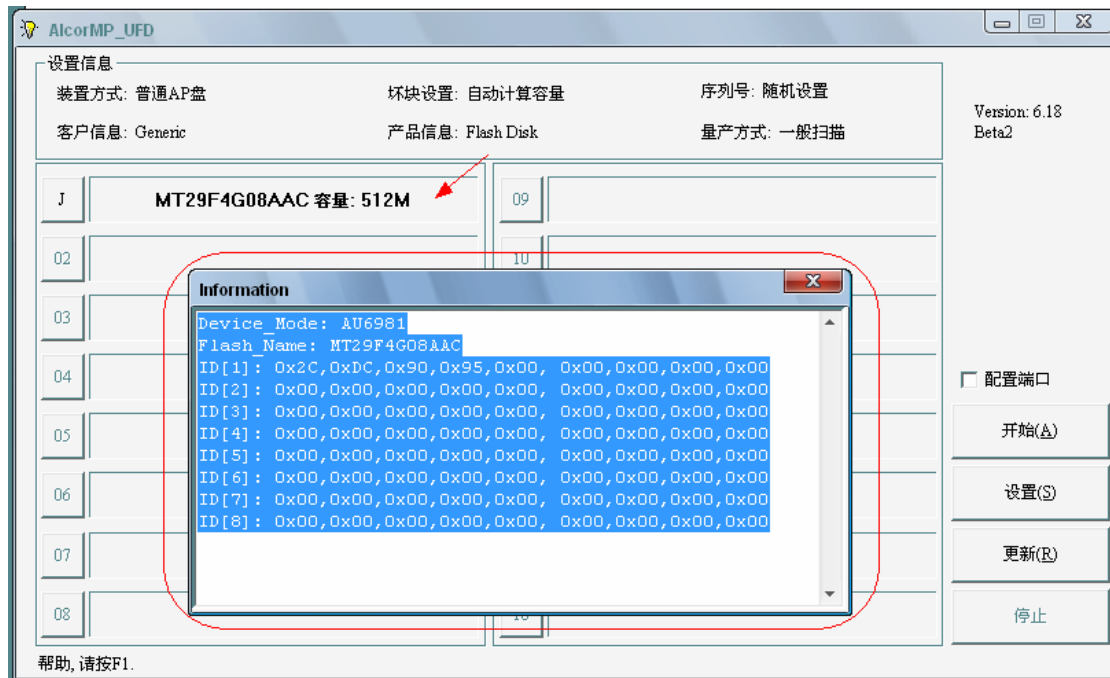 AlcorMP_UFD
设置信息
装置方式: 普通AP盘 坏块设置: 自动计算容量 序列号: 随机设置
客户信息: Generic 产品信息: Flash Disk 量产方式: 一般扫描
Version: 6.18
Beta2
J MT29F4G08AAC 容量: 512M 09
02 10
Information
Device_Mode: AU6981
Flash_Name: MT29F4G08AAC
ID[1]: 0x2C,0xDC,0x90,0x95,0x00, 0x00,0x00,0x00,0x00
ID[2]: 0x00,0x00,0x00,0x00,0x00, 0x00,0x00,0x00,0x00
ID[3]: 0x00,0x00,0x00,0x00,0x00, 0x00,0x00,0x00,0x00
ID[4]: 0x00,0x00,0x00,0x00,0x00, 0x00,0x00,0x00,0x00
ID[5]: 0x00,0x00,0x00,0x00,0x00, 0x00,0x00,0x00,0x00
ID[6]: 0x00,0x00,0x00,0x00,0x00, 0x00,0x00,0x00,0x00
ID[7]: 0x00,0x00,0x00,0x00,0x00, 0x00,0x00,0x00,0x00
ID[8]: 0x00,0x00,0x00,0x00,0x00, 0x00,0x00,0x00,0x00
03
04
05
06
07
08
配置端口
开始(A)
设置(S)
更新(R)
停止
帮助, 请按F1.